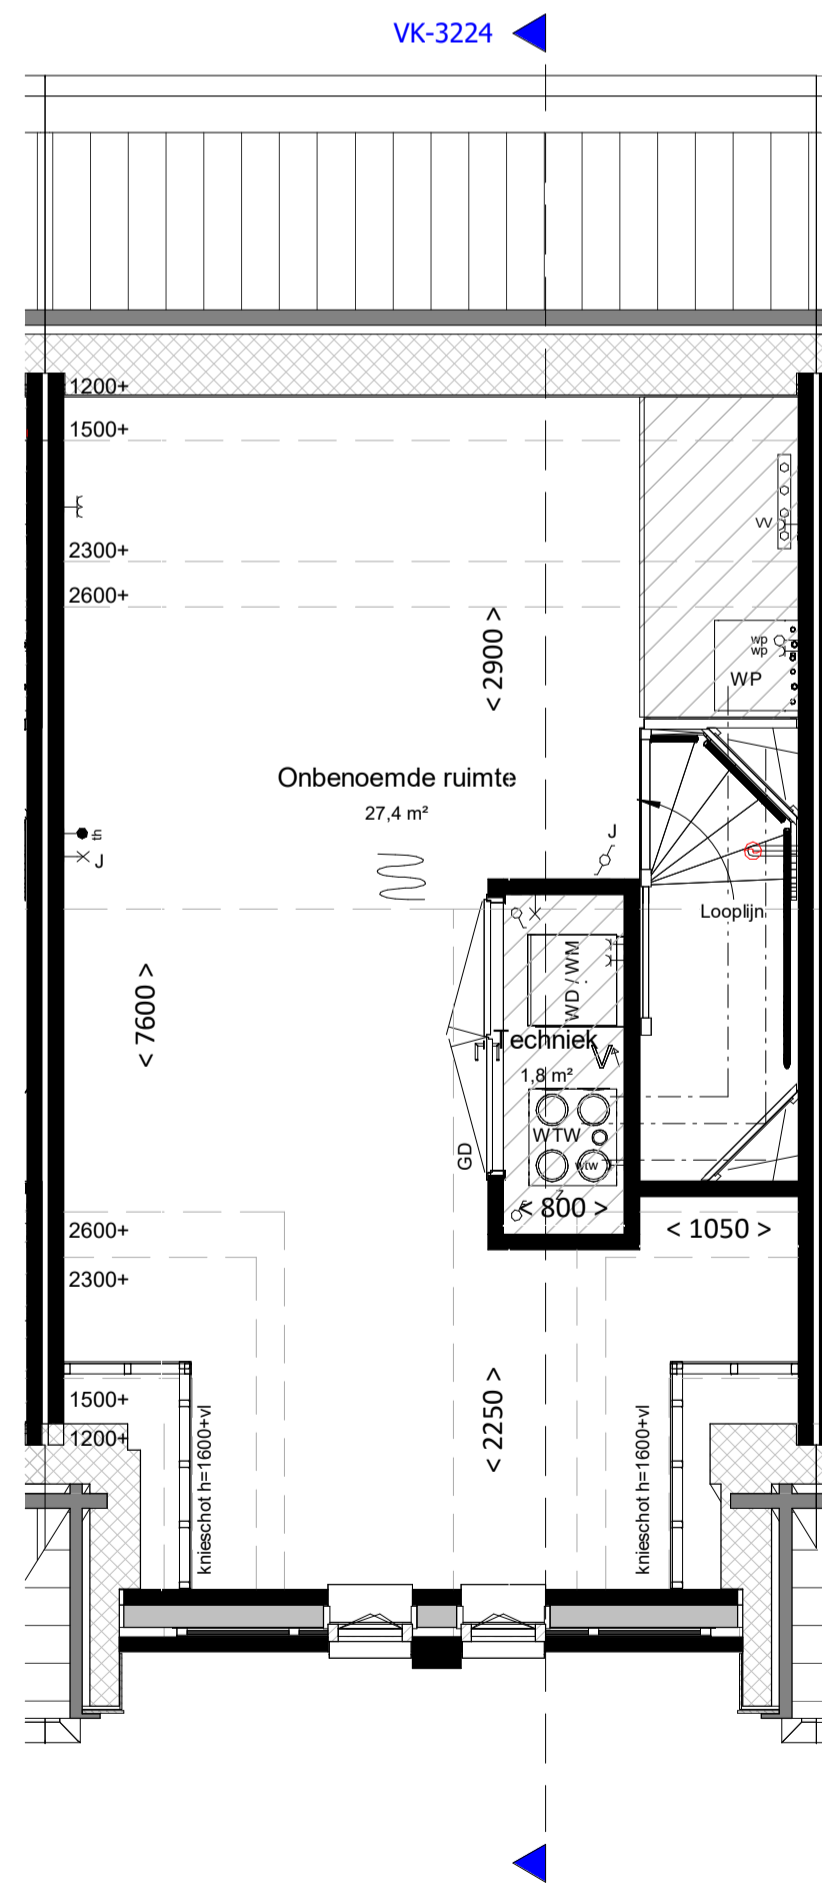 VK-3224
1200+
1500+
VV
2300+
2600+
< 2900 >
wp
wp
WP
Onbenoemde ruimte
27,4 m²
th
J
J
Looplijn
WD / WM
< 7600 >
Techniek
1,8 m²
WTW
wtw
GD
< 800 >
2600+
< 1050 >
2300+
1500+
1200+
< 2250 >
knieschot h=1600+vl
knieschot h=1600+vl